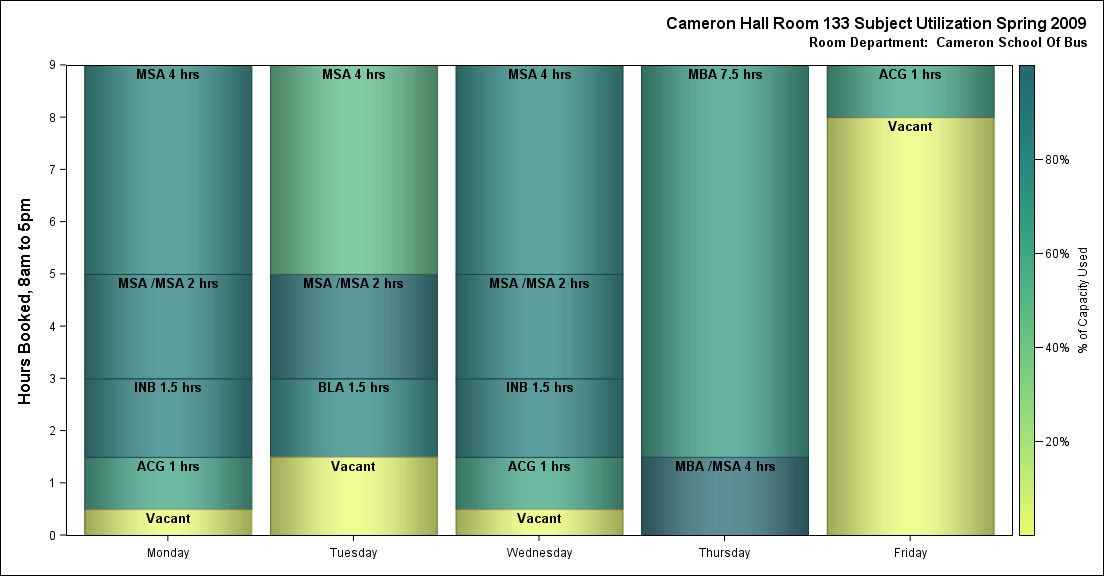 Cameron Hall Room 133 Subject Utilization Spring 2009
Room Department:  Cameron School Of Bus
Hours Booked, 8am to 5pm
9
8
7
6
5
4
3
2
1
0
MSA 4 hrs
MSA /MSA 2 hrs
INB 1.5 hrs
ACG 1 hrs
Vacant
Monday
MSA 4 hrs
MSA /MSA 2 hrs
BLA 1.5 hrs
Vacant
Tuesday
MSA 4 hrs
MSA /MSA 2 hrs
INB 1.5 hrs
ACG 1 hrs
Vacant
Wednesday
MBA 7.5 hrs
MBA /MSA 4 hrs
Thursday
ACG 1 hrs
Vacant
Friday
80%
60%
40%
20%
% of Capacity Used